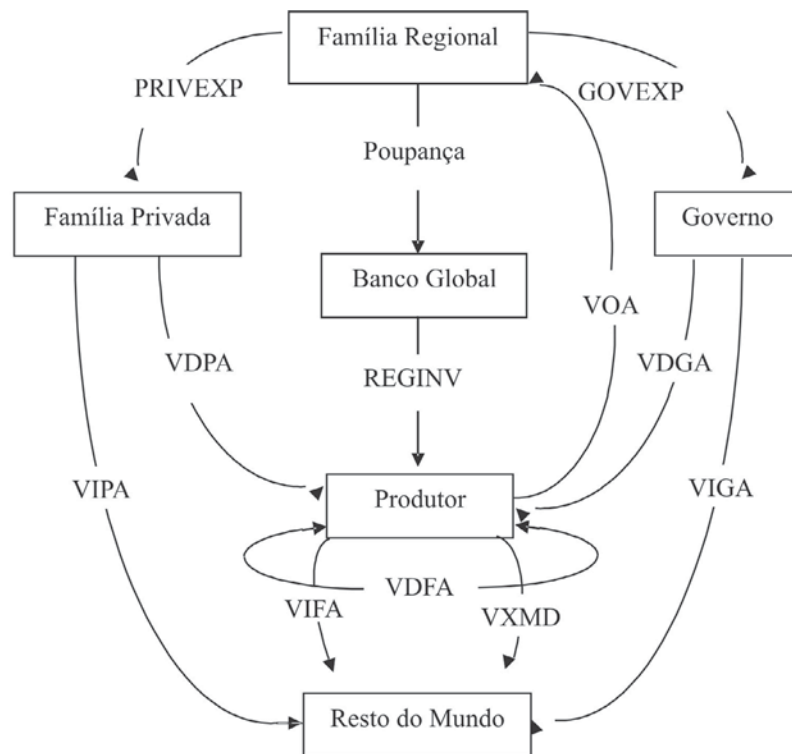 Família Regional
PRIVEXP
GOVEXP
Poupança
Família Privada
Governo
Banco Global
VOA
VDPA
REGINV
VDGA
VIPA
Produtor
VIGA
VDFA
VIFA
VXMD
Resto do Mundo